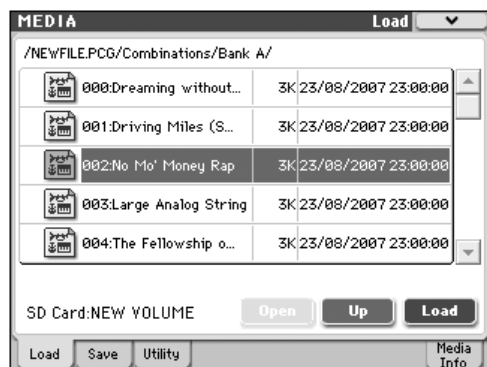 MEDIA Load
/NEWFILE.PCG/Combinations/Bank A/
000:Dreaming without... 3K 23/08/2007 23:00:00
001:Driving Miles (S... 3K 23/08/2007 23:00:00
002:No Mo' Money Rap 3K 23/08/2007 23:00:00
003:Large Analog String 3K 23/08/2007 23:00:00
004:The Fellowship o... 3K 23/08/2007 23:00:00
SD Card:NEW VOLUME Open Up Load
Load Save Utility Media Info